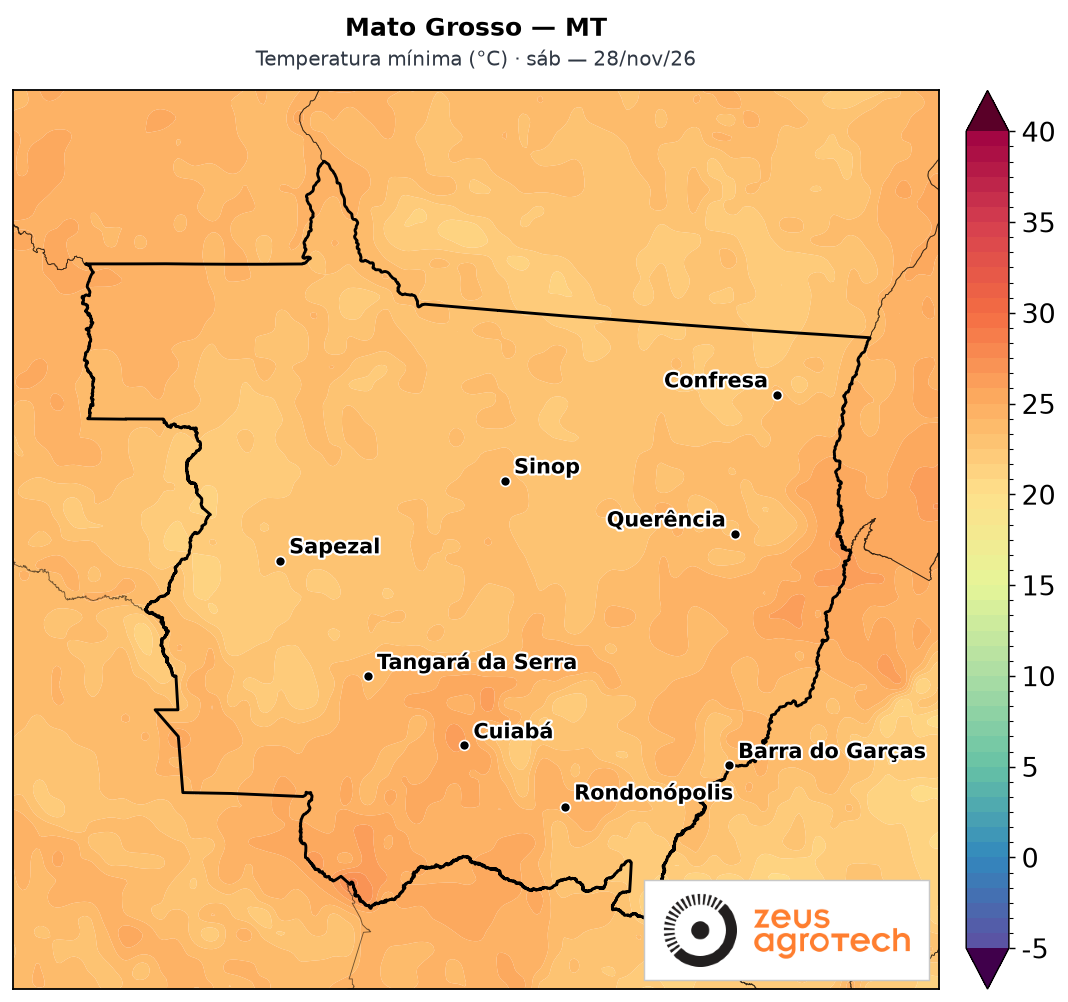 Mato Grosso — MT
Temperatura mínima (°C) · sáb — 28/nov/26
Confresa
Sinop
Querência
Sapezal
Tangará da Serra
Cuiabá
Barra do Garças
Rondonópolis
40
35
30
25
20
15
10
5
0
-5
zeus
agrotech